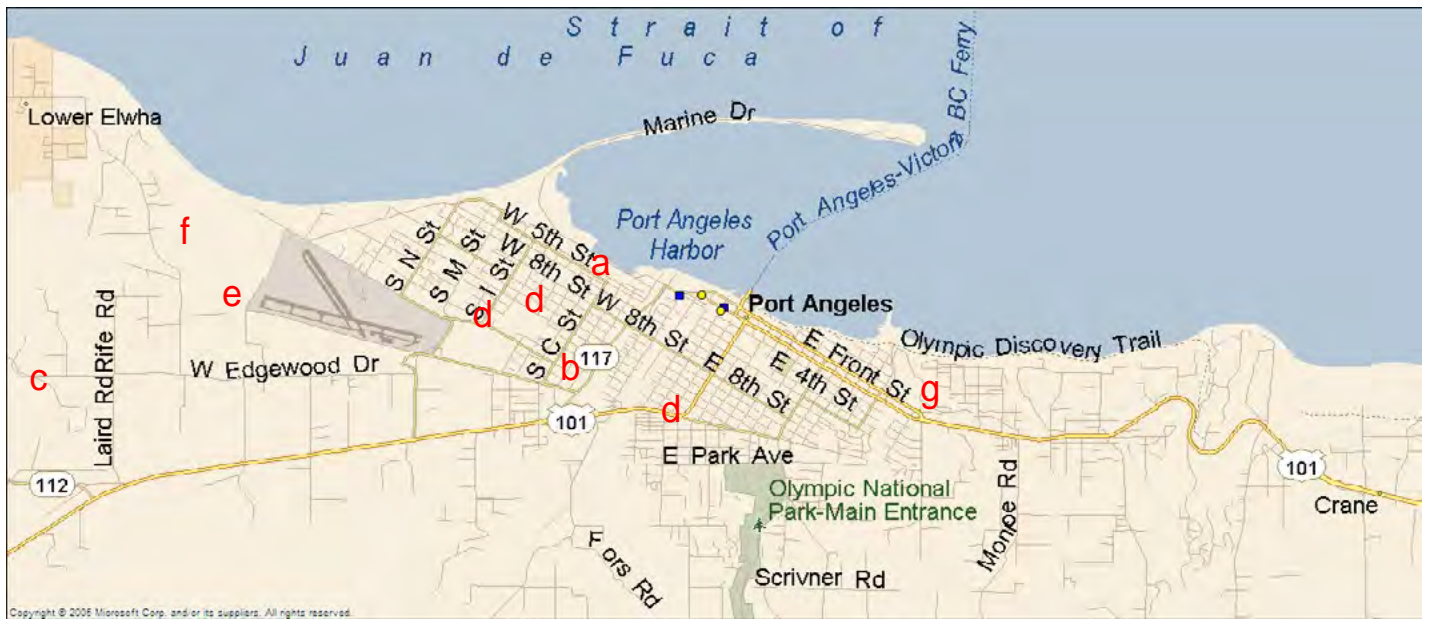 Strait of
Juan de Fuca
Port Angeles-Victoria BC Ferry
Lower Elwha
Marine Dr
Port Angeles
Harbor
f
W 5th St
a
S N St
S M St
S I St
W 8th St
W 8th St
e
d
d
Port Angeles
Laird Rd
Rife Rd
c
W Edgewood Dr
S C St
b
117
E Front St
E 4th St
E 8th St
Olympic Discovery Trail
g
d
101
E Park Ave
112
Monroe Rd
101
Crane
Olympic National
Park-Main Entrance
Fors Rd
Scrivner Rd
Copyright © 2005 Microsoft Corp. and/or its suppliers. All rights reserved.